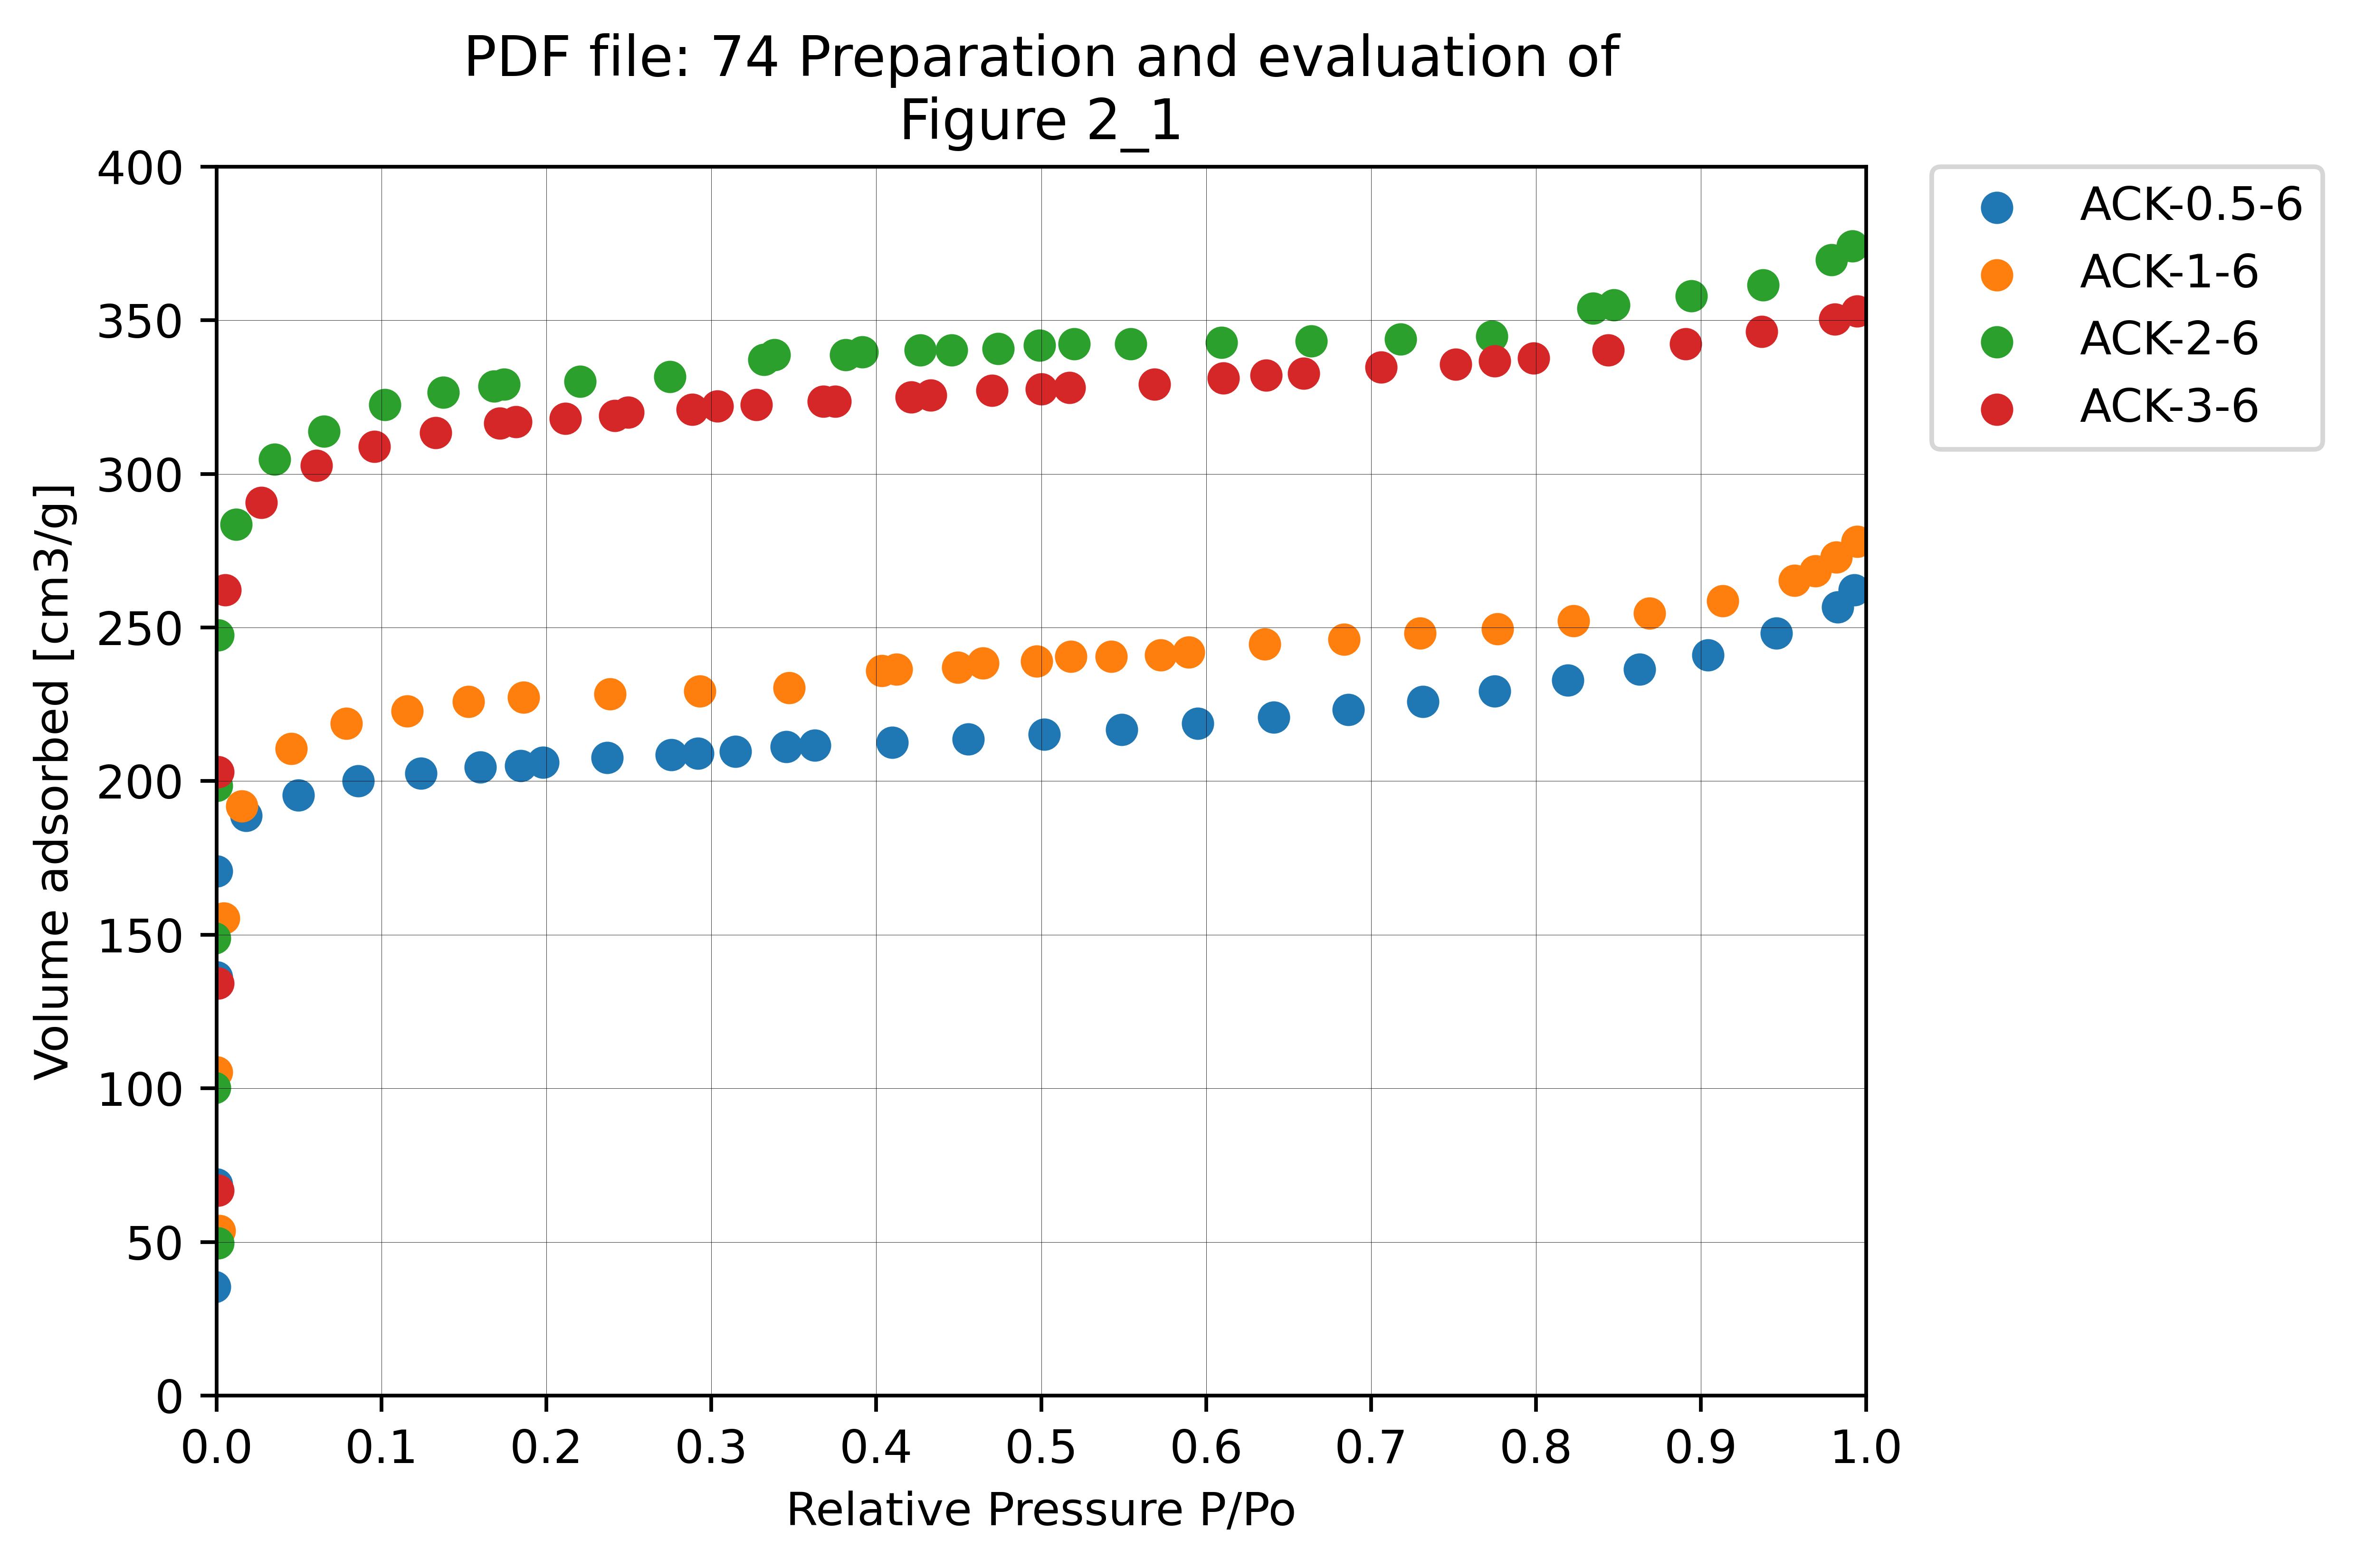 PDF file: 74 Preparation and evaluation of
Figure 2_1
400
350
300
250
200
150
100
50
0
Volume adsorbed [cm3/g]
0.0 0.1 0.2 0.3 0.4 0.5 0.6 0.7 0.8 0.9 1.0
Relative Pressure P/Po
ACK-0.5-6
ACK-1-6
ACK-2-6
ACK-3-6